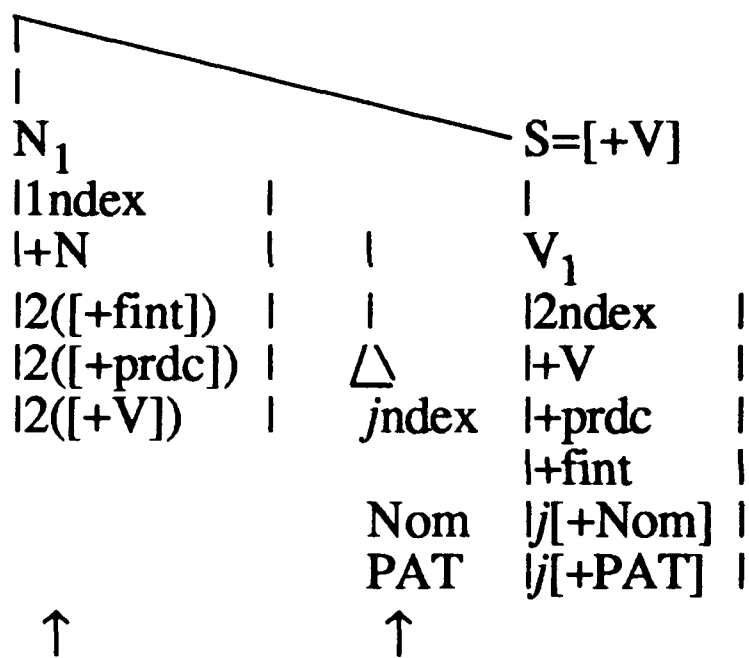 N1 S=[+V]
|1ndex | |
|+N | | V1
|2([+fint]) | | |2ndex |
|2([+prdc]) | /\ |+V |
|2([+V]) | jndex |+prdc |
|+fint |
Nom |j[+Nom] |
PAT |j[+PAT] |
↑ ↑